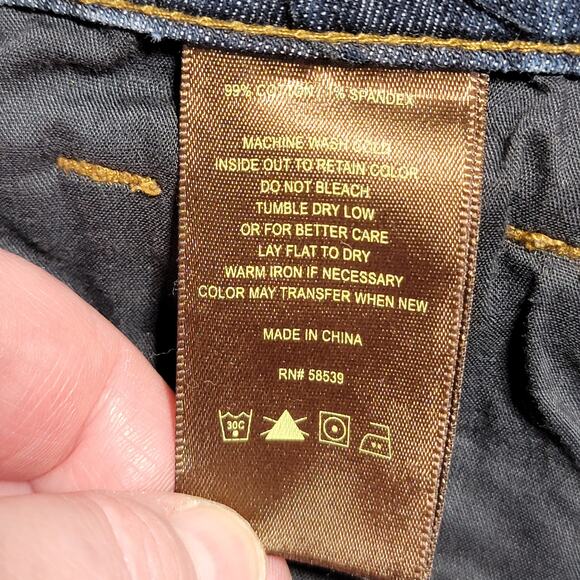 99% COTTON / 1% SPANDEX
MACHINE WASH COLD
INSIDE OUT TO RETAIN COLOR
DO NOT BLEACH
TUMBLE DRY LOW
OR FOR BETTER CARE
LAY FLAT TO DRY
WARM IRON IF NECESSARY
COLOR MAY TRANSFER WHEN NEW
MADE IN CHINA
RN# 58539
30C